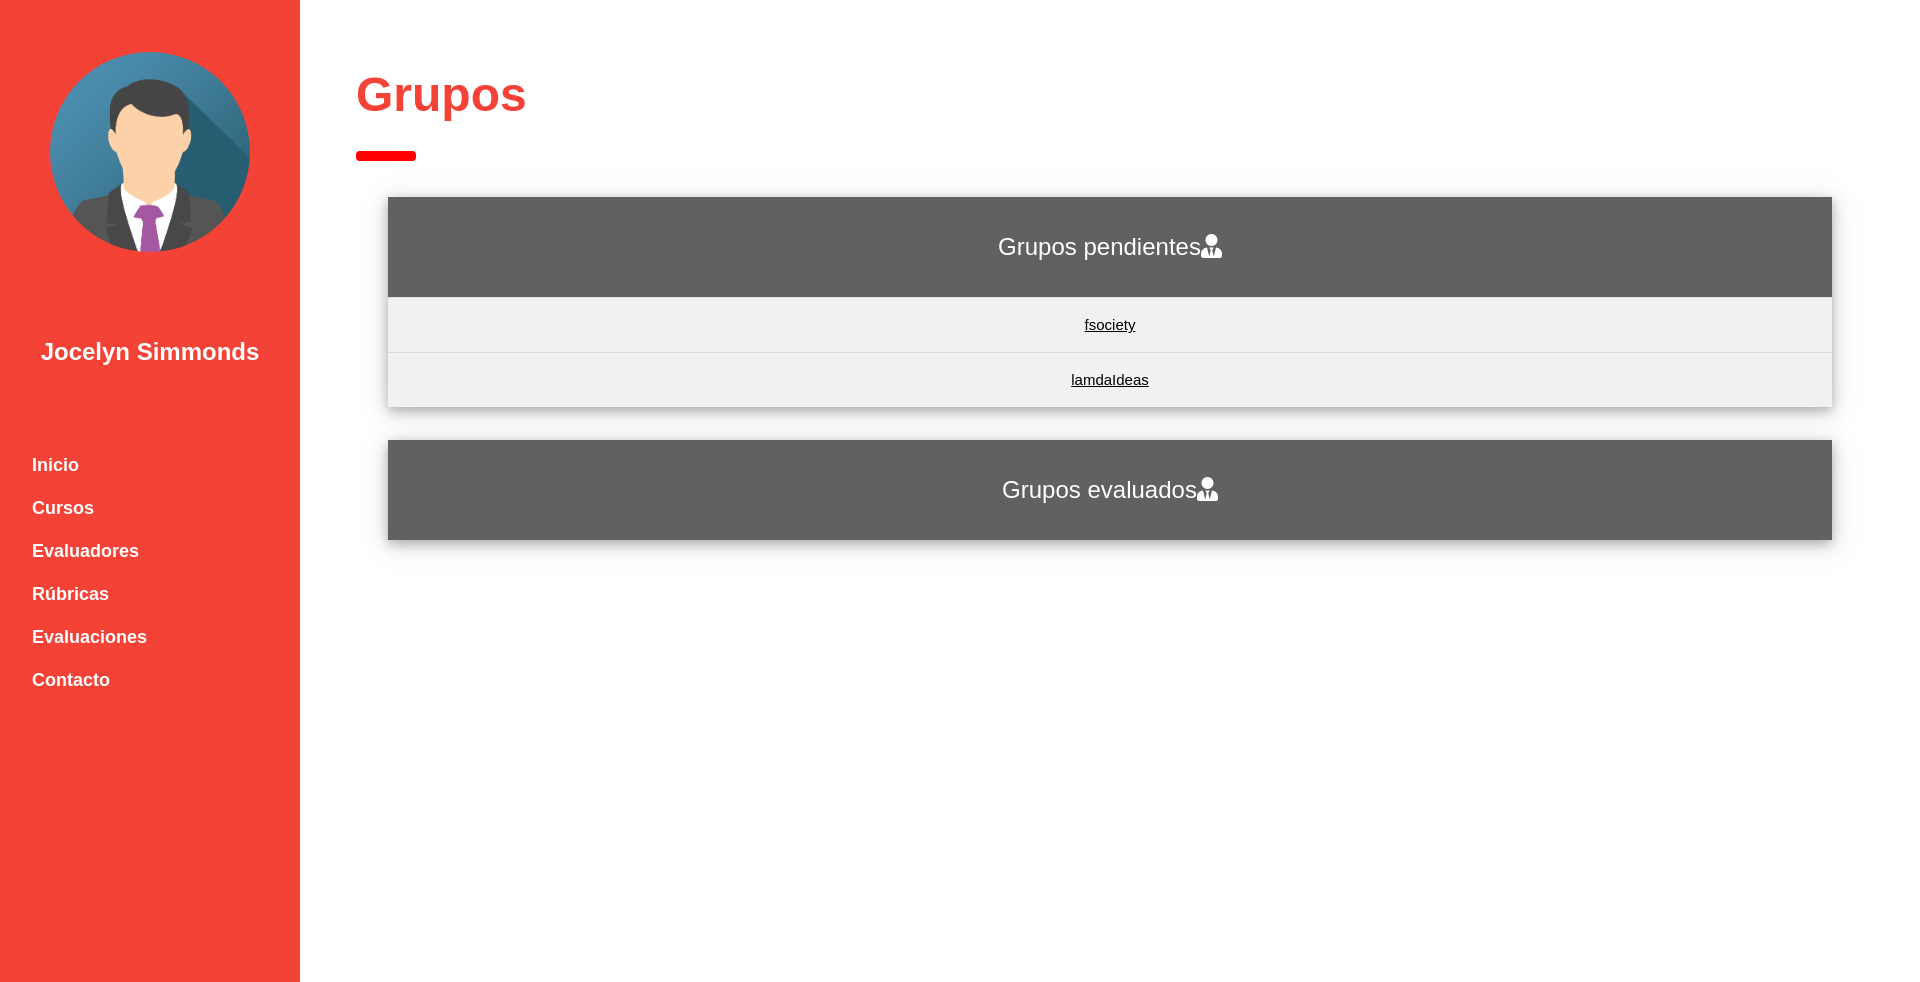 Jocelyn Simmonds
Inicio
Cursos
Evaluadores
Rúbricas
Evaluaciones
Contacto
Grupos
Grupos pendientes
fsociety
lamdaIdeas
Grupos evaluados